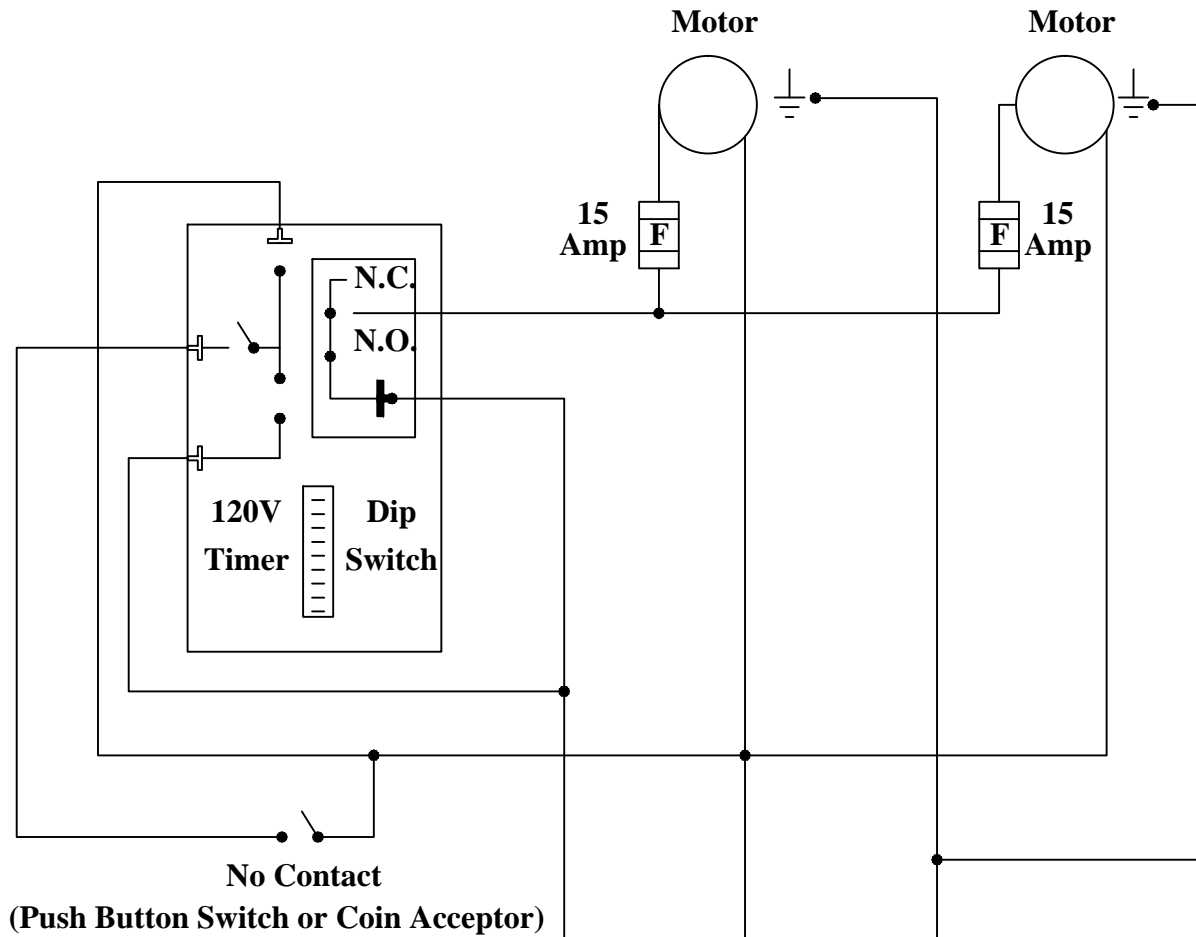 Motor
Motor
15
Amp
F
F
15
Amp
N.C.
N.O.
120V
Timer
Dip
Switch
No Contact
(Push Button Switch or Coin Acceptor)